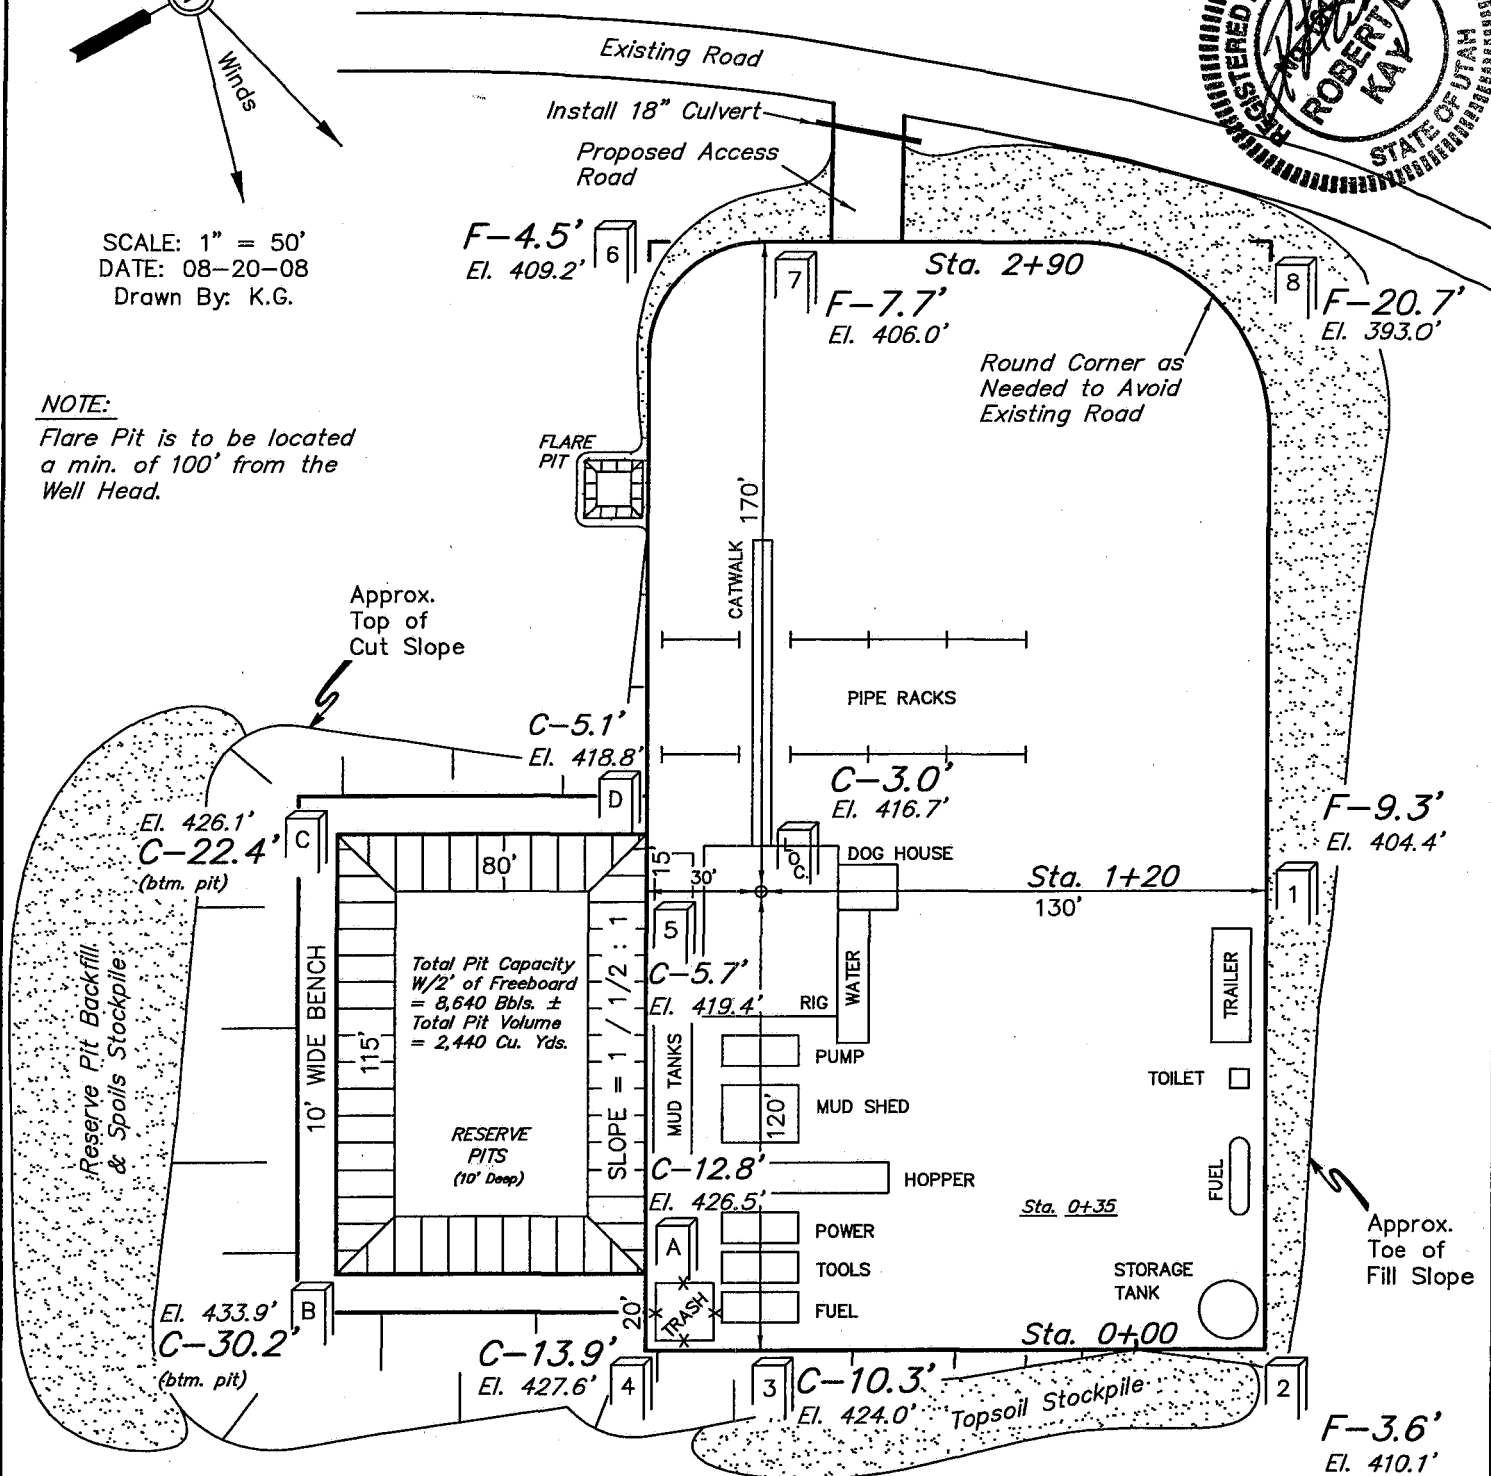 Existing Road
Winds
Install 18" Culvert
Proposed Access
Road
REGISTERED
ROBERT
KAY
STATE OF UTAH
SCALE: 1" = 50'
DATE: 08-20-08
Drawn By: K.G.
F-4.5'
El. 409.2'
6
7
Sta. 2+90
F-7.7'
El. 406.0'
8
F-20.7'
El. 393.0'
Round Corner as
Needed to Avoid
Existing Road
NOTE:
Flare Pit is to be located
a min. of 100' from the
Well Head.
FLARE
PIT
170'
CATWALK
Approx.
Top of
Cut Slope
PIPE RACKS
C-5.1'
El. 418.8'
D
C-3.0'
El. 416.7'
F-9.3'
El. 404.4'
El. 426.1'
C-22.4'
(btm. pit)
C
80'
15'
30'
LOC.
DOG HOUSE
Sta. 1+20
130'
1
5
C-5.7'
El. 419.4'
RIG
WATER
TRAILER
Reserve Pit Backfill
& Spoils Stockpile
10' WIDE BENCH
115'
Total Pit Capacity
W/2' of Freeboard
= 8,640 Bbls. ±
Total Pit Volume
= 2,440 Cu. Yds.
SLOPE = 1 1/2 : 1
MUD TANKS
PUMP
TOILET
MUD SHED
120'
RESERVE
PITS
(10' Deep)
C-12.8'
El. 426.5'
HOPPER
FUEL
Sta. 0+35
A
POWER
TOOLS
FUEL
TRASH
20'
STORAGE
TANK
Approx.
Toe of
Fill Slope
El. 433.9'
C-30.2'
(btm. pit)
B
Sta. 0+00
C-13.9'
El. 427.6'
4
3
C-10.3'
El. 424.0'
Topsoil Stockpile
2
F-3.6'
El. 410.1'